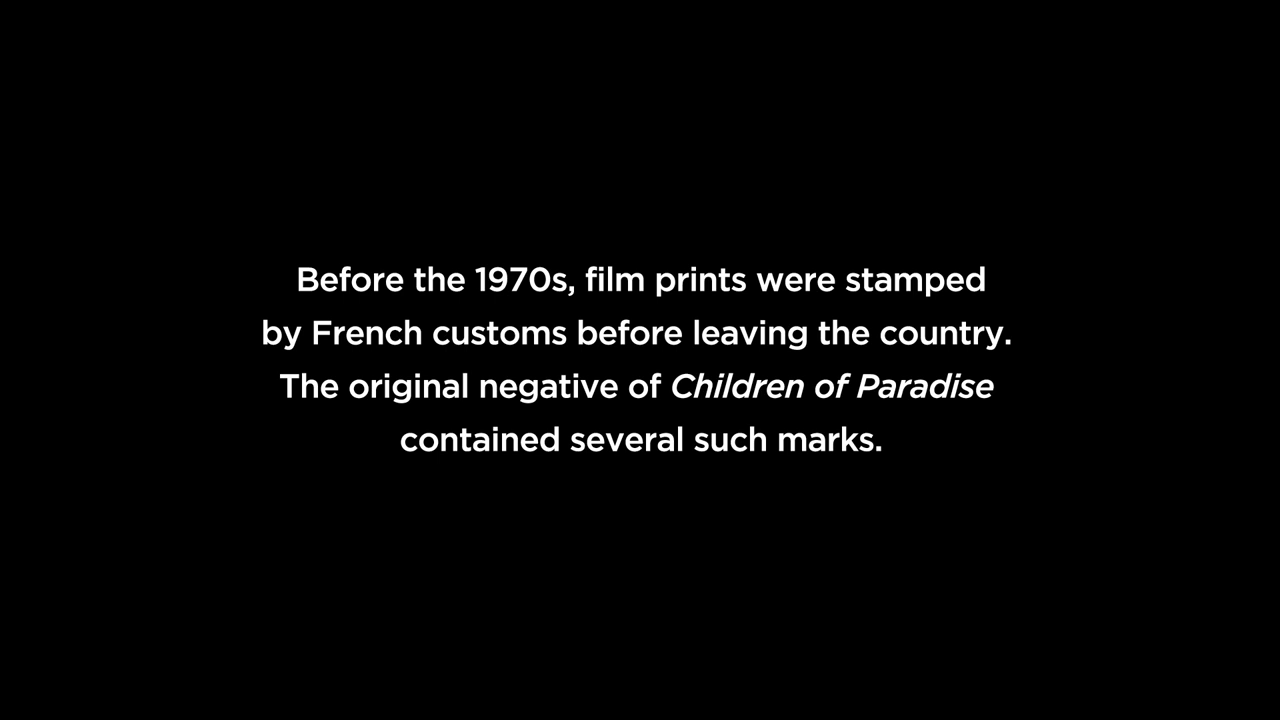 Before the 1970s, film prints were stamped
by French customs before leaving the country.
The original negative of Children of Paradise
contained several such marks.